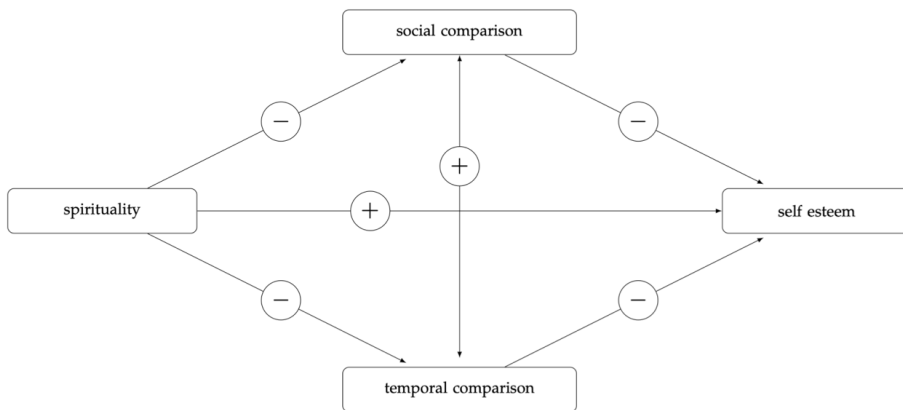 social comparison
−
−
+
spirituality
+
self esteem
−
−
temporal comparison